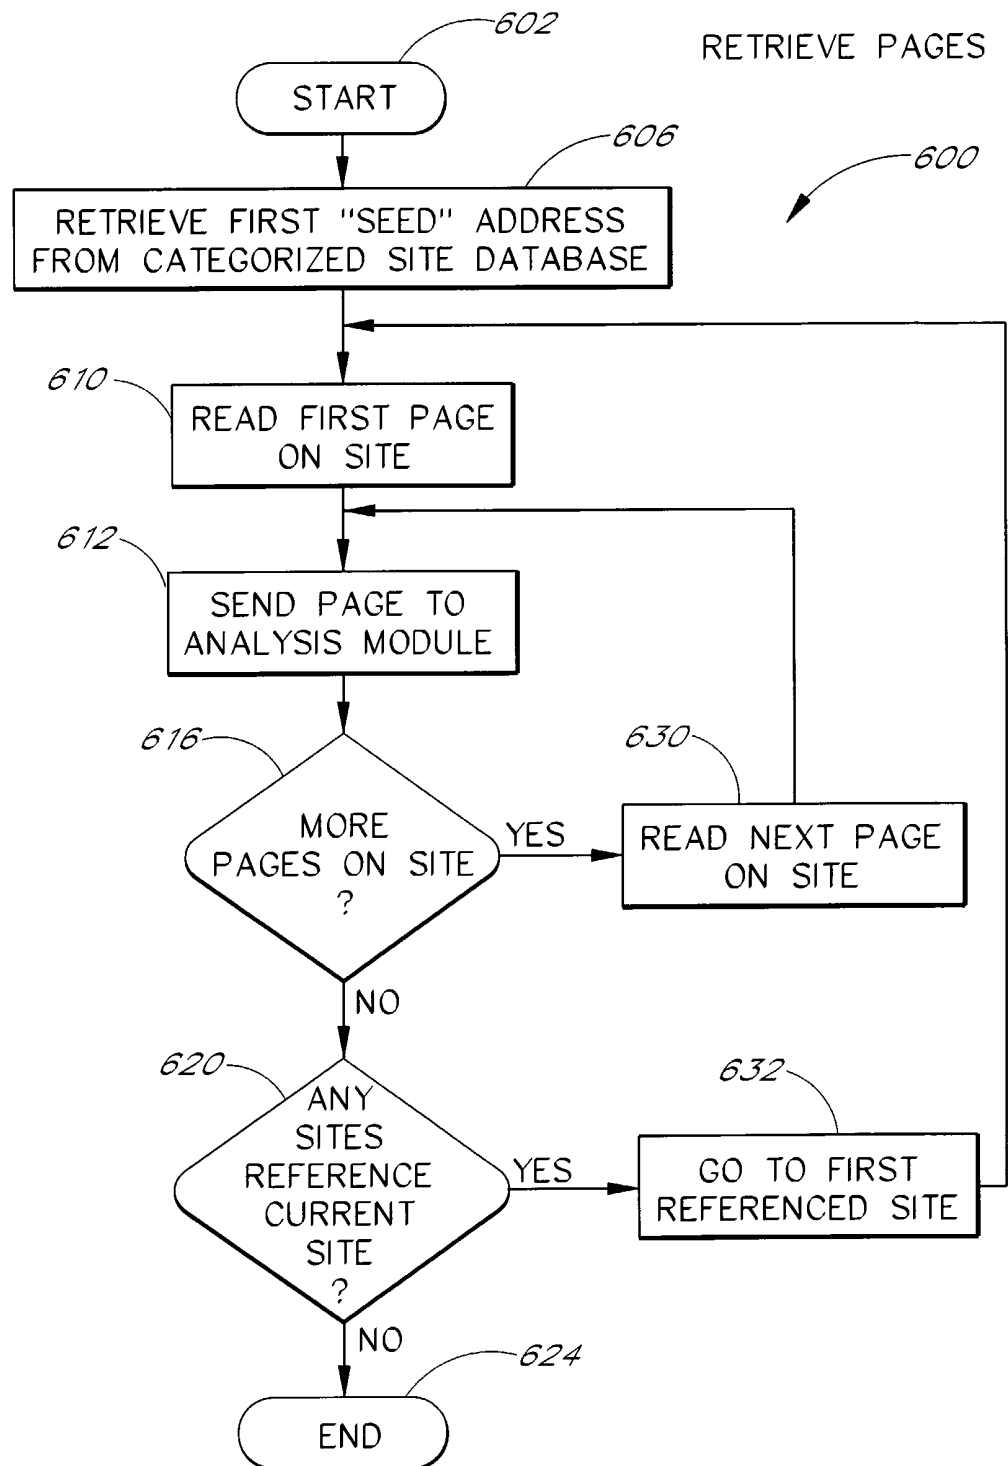 602
RETRIEVE PAGES
START
606
600
RETRIEVE FIRST "SEED" ADDRESS
FROM CATEGORIZED SITE DATABASE
610
READ FIRST PAGE
ON SITE
612
SEND PAGE TO
ANALYSIS MODULE
616
MORE
PAGES ON SITE
?
YES
630
READ NEXT PAGE
ON SITE
NO
620
ANY
SITES
REFERENCE
CURRENT
SITE
?
YES
632
GO TO FIRST
REFERENCED SITE
NO
624
END